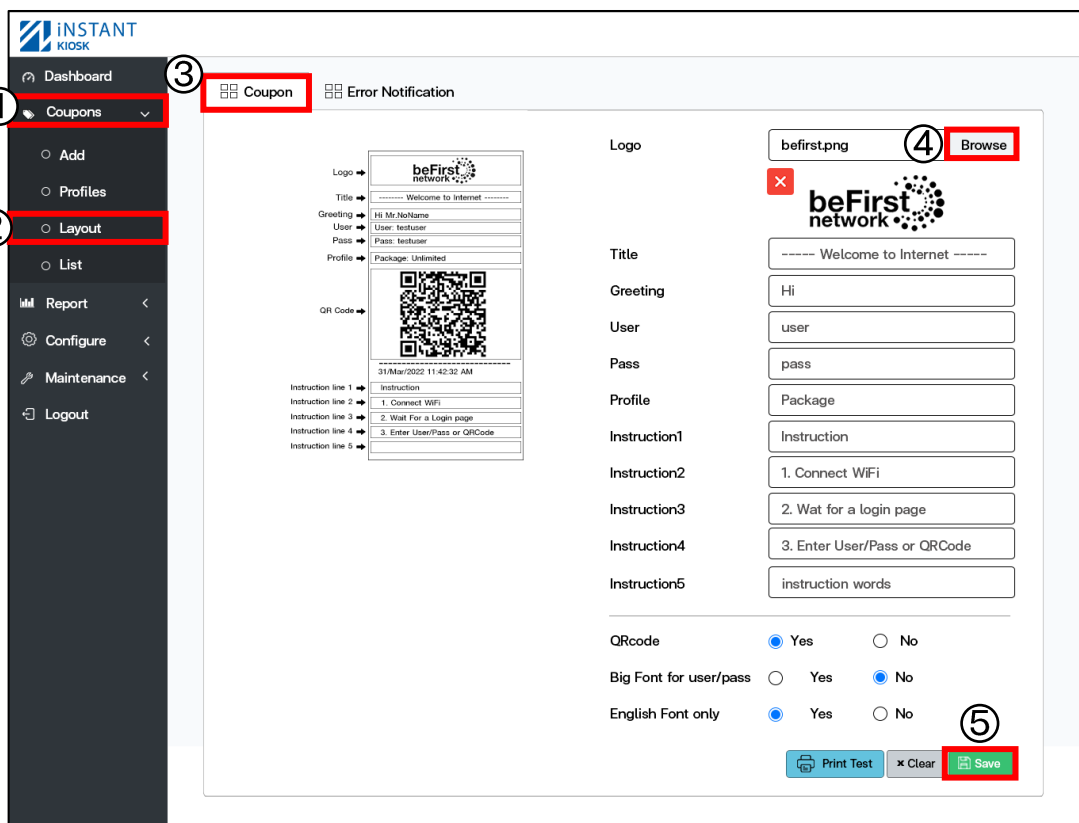 iNSTANT
KIOSK
Dashboard
1
Coupons
Add
Profiles
2
Layout
List
Report
Configure
Maintenance
Logout
3
Coupon
Error Notification
Logo
beFirst
network
Title
-------- Welcome to Internet --------
Greeting
Hi Mr.NoName
User
User: testuser
Pass
Pass: testuser
Profile
Package: Unlimited
QR Code
--------------------------------
31/Mar/2022 11:42:32 AM
Instruction line 1
Instruction
Instruction line 2
1. Connect WiFi
Instruction line 3
2. Wait For a Login page
Instruction line 4
3. Enter User/Pass or QRCode
Instruction line 5
Logo
befirst.png
4
Browse
beFirst
network
Title
----- Welcome to Internet -----
Greeting
Hi
User
user
Pass
pass
Profile
Package
Instruction1
Instruction
Instruction2
1. Connect WiFi
Instruction3
2. Wat for a login page
Instruction4
3. Enter User/Pass or QRCode
Instruction5
instruction words
QRcode
Yes
No
Big Font for user/pass
Yes
No
English Font only
Yes
No
5
Print Test
× Clear
Save